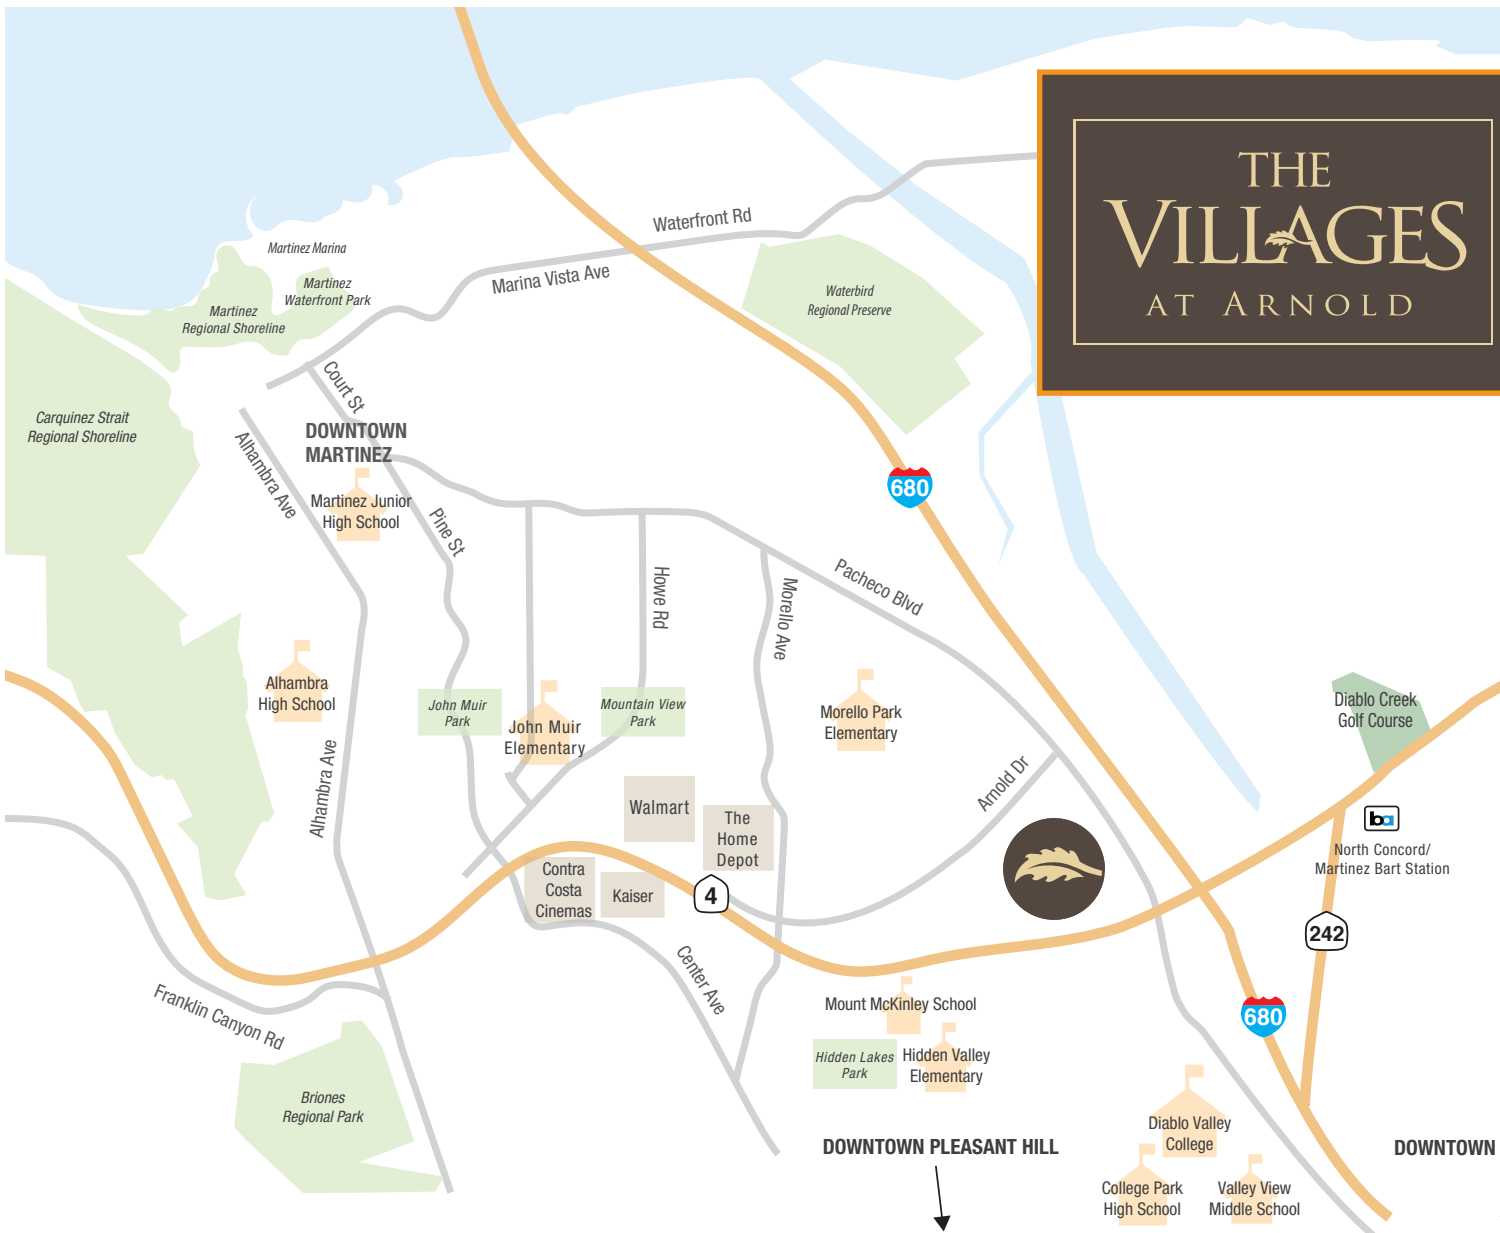 THE
VILLAGES
AT ARNOLD
Waterfront Rd
Marina Vista Ave
Martinez Marina
Martinez
Waterfront Park
Martinez
Regional Shoreline
Waterbird
Regional Preserve
Carquinez Strait
Regional Shoreline
Court St
DOWNTOWN
MARTINEZ
Alhambra Ave
Martinez Junior
High School
Pine St
680
Howe Rd
Morello Ave
Pacheco Blvd
Alhambra
High School
John Muir
Park
John Muir
Elementary
Mountain View
Park
Morello Park
Elementary
Diablo Creek
Golf Course
Alhambra Ave
Arnold Dr
Walmart
The
Home
Depot
ba
North Concord/
Martinez Bart Station
Contra
Costa
Cinemas
Kaiser
4
242
Center Ave
Franklin Canyon Rd
Mount McKinley School
680
Hidden Lakes
Park
Hidden Valley
Elementary
Briones
Regional Park
Diablo Valley
College
DOWNTOWN PLEASANT HILL
DOWNTOWN
College Park
High School
Valley View
Middle School